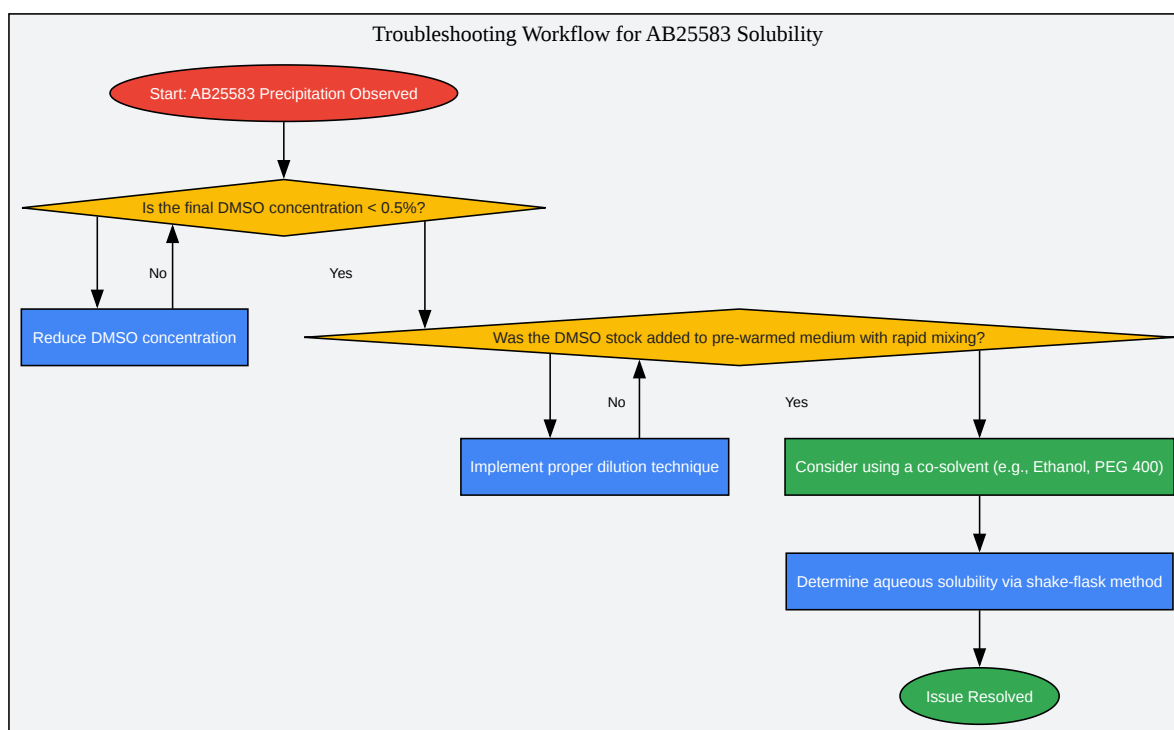 Troubleshooting Workflow for AB25583 Solubility
Start: AB25583 Precipitation Observed
Is the final DMSO concentration < 0.5%?
No
Yes
Reduce DMSO concentration
Was the DMSO stock added to pre-warmed medium with rapid mixing?
No
Yes
Implement proper dilution technique
Consider using a co-solvent (e.g., Ethanol, PEG 400)
Determine aqueous solubility via shake-flask method
Issue Resolved